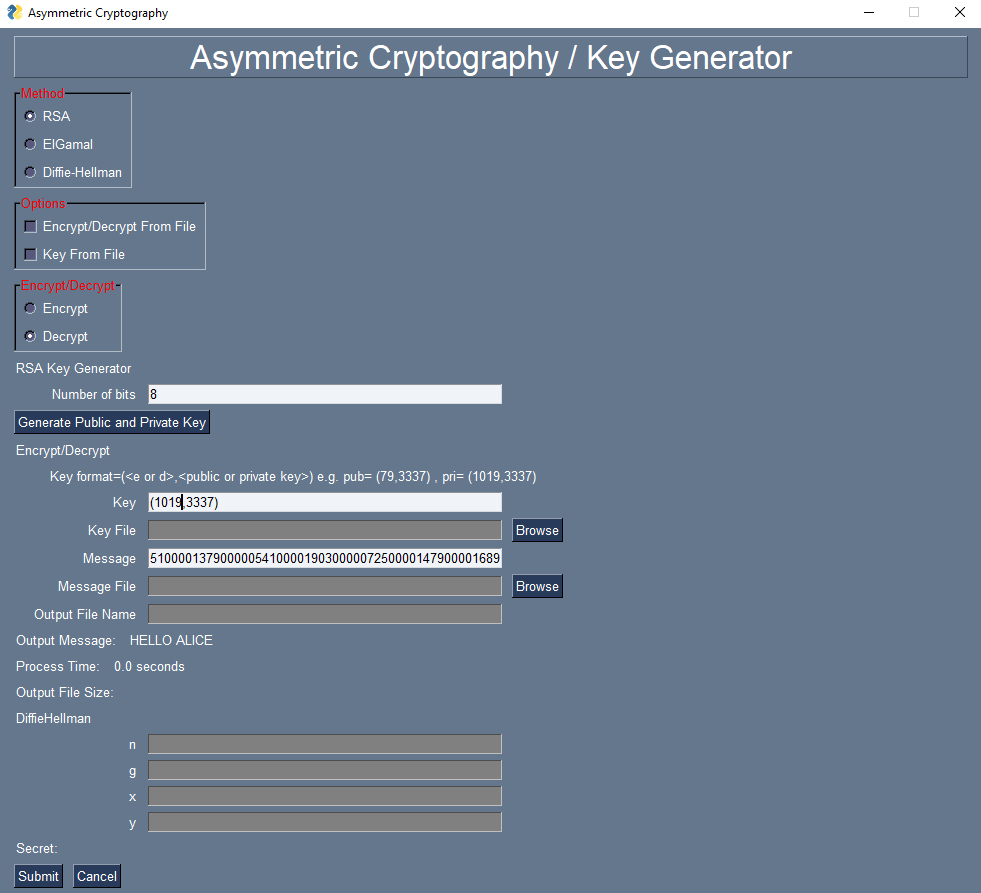 Asymmetric Cryptography
Asymmetric Cryptography / Key Generator
Method
RSA
ElGamal
Diffie-Hellman
Options
Encrypt/Decrypt From File
Key From File
Encrypt/Decrypt
Encrypt
Decrypt
RSA Key Generator
Number of bits 8
Generate Public and Private Key
Encrypt/Decrypt
Key format=(<e or d>,<public or private key>) e.g. pub= (79,3337) , pri= (1019,3337)
Key (1019,3337)
Key File Browse
Message 51000013790000054100001903000007250000147900001689
Message File Browse
Output File Name
Output Message: HELLO ALICE
Process Time: 0.0 seconds
Output File Size:
DiffieHellman
n
g
x
y
Secret:
Submit Cancel